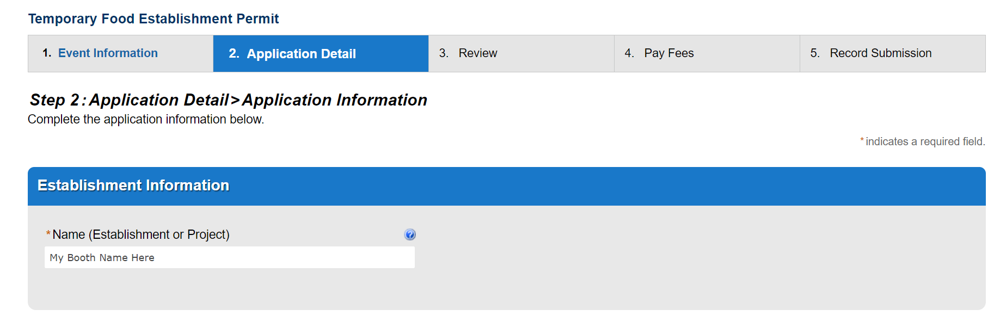 Temporary Food Establishment Permit
1. Event Information 2. Application Detail 3. Review 4. Pay Fees 5. Record Submission
Step 2: Application Detail > Application Information
Complete the application information below.
* indicates a required field.
Establishment Information
* Name (Establishment or Project) ?
My Booth Name Here